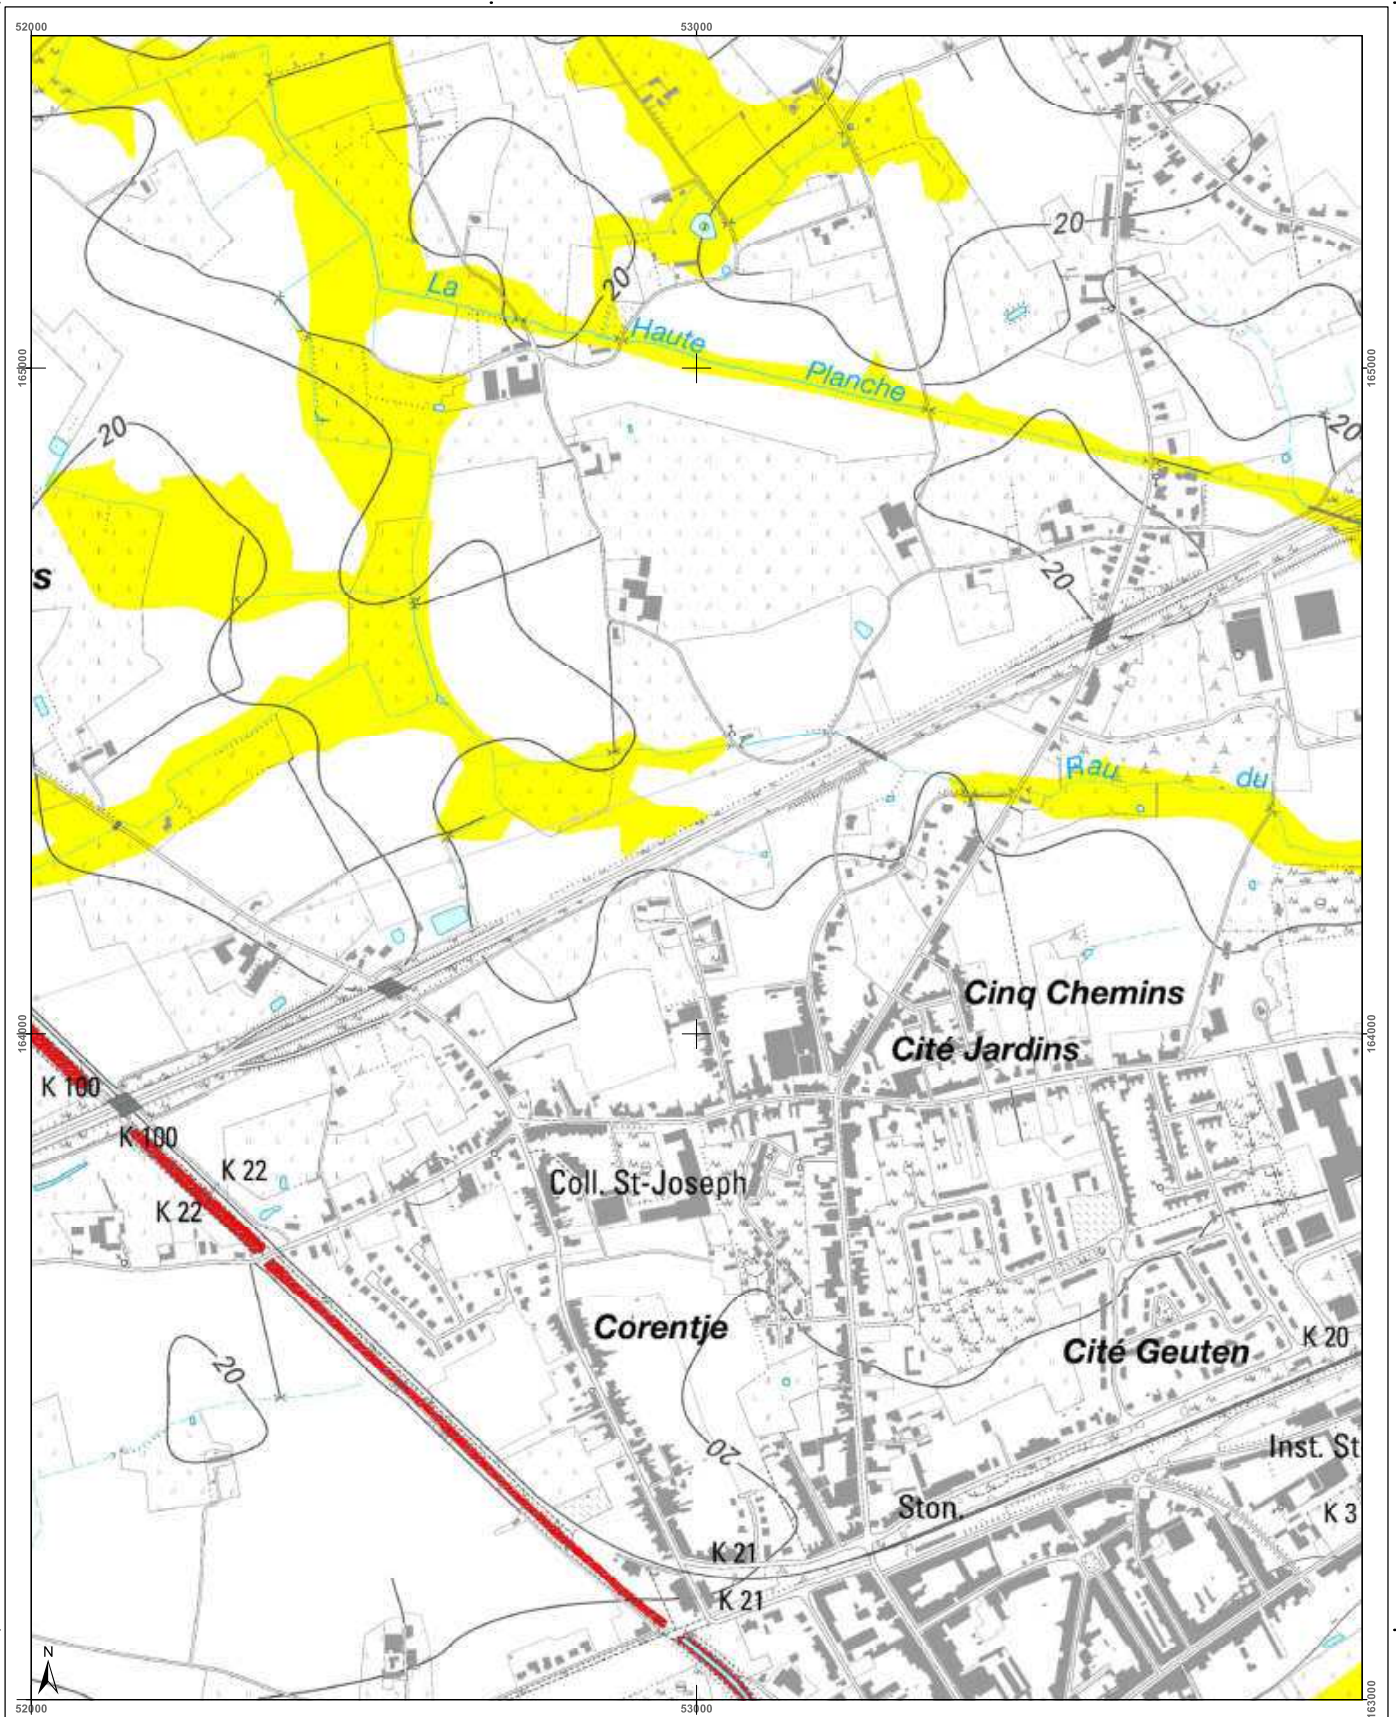 52000
53000
20
La
20
Haute
165000
165000
Planche
r
20
20
's
20
Rau
du
Cinq Chemins
Cité Jardins
164000
164000
K 100
K 100
K 22
K 22
Coll. St-Joseph
Corentje
Cité Geuten
K 20
20
20
Inst. St
Ston.
K 3
K 21
K 21
N
52000
53000
163000